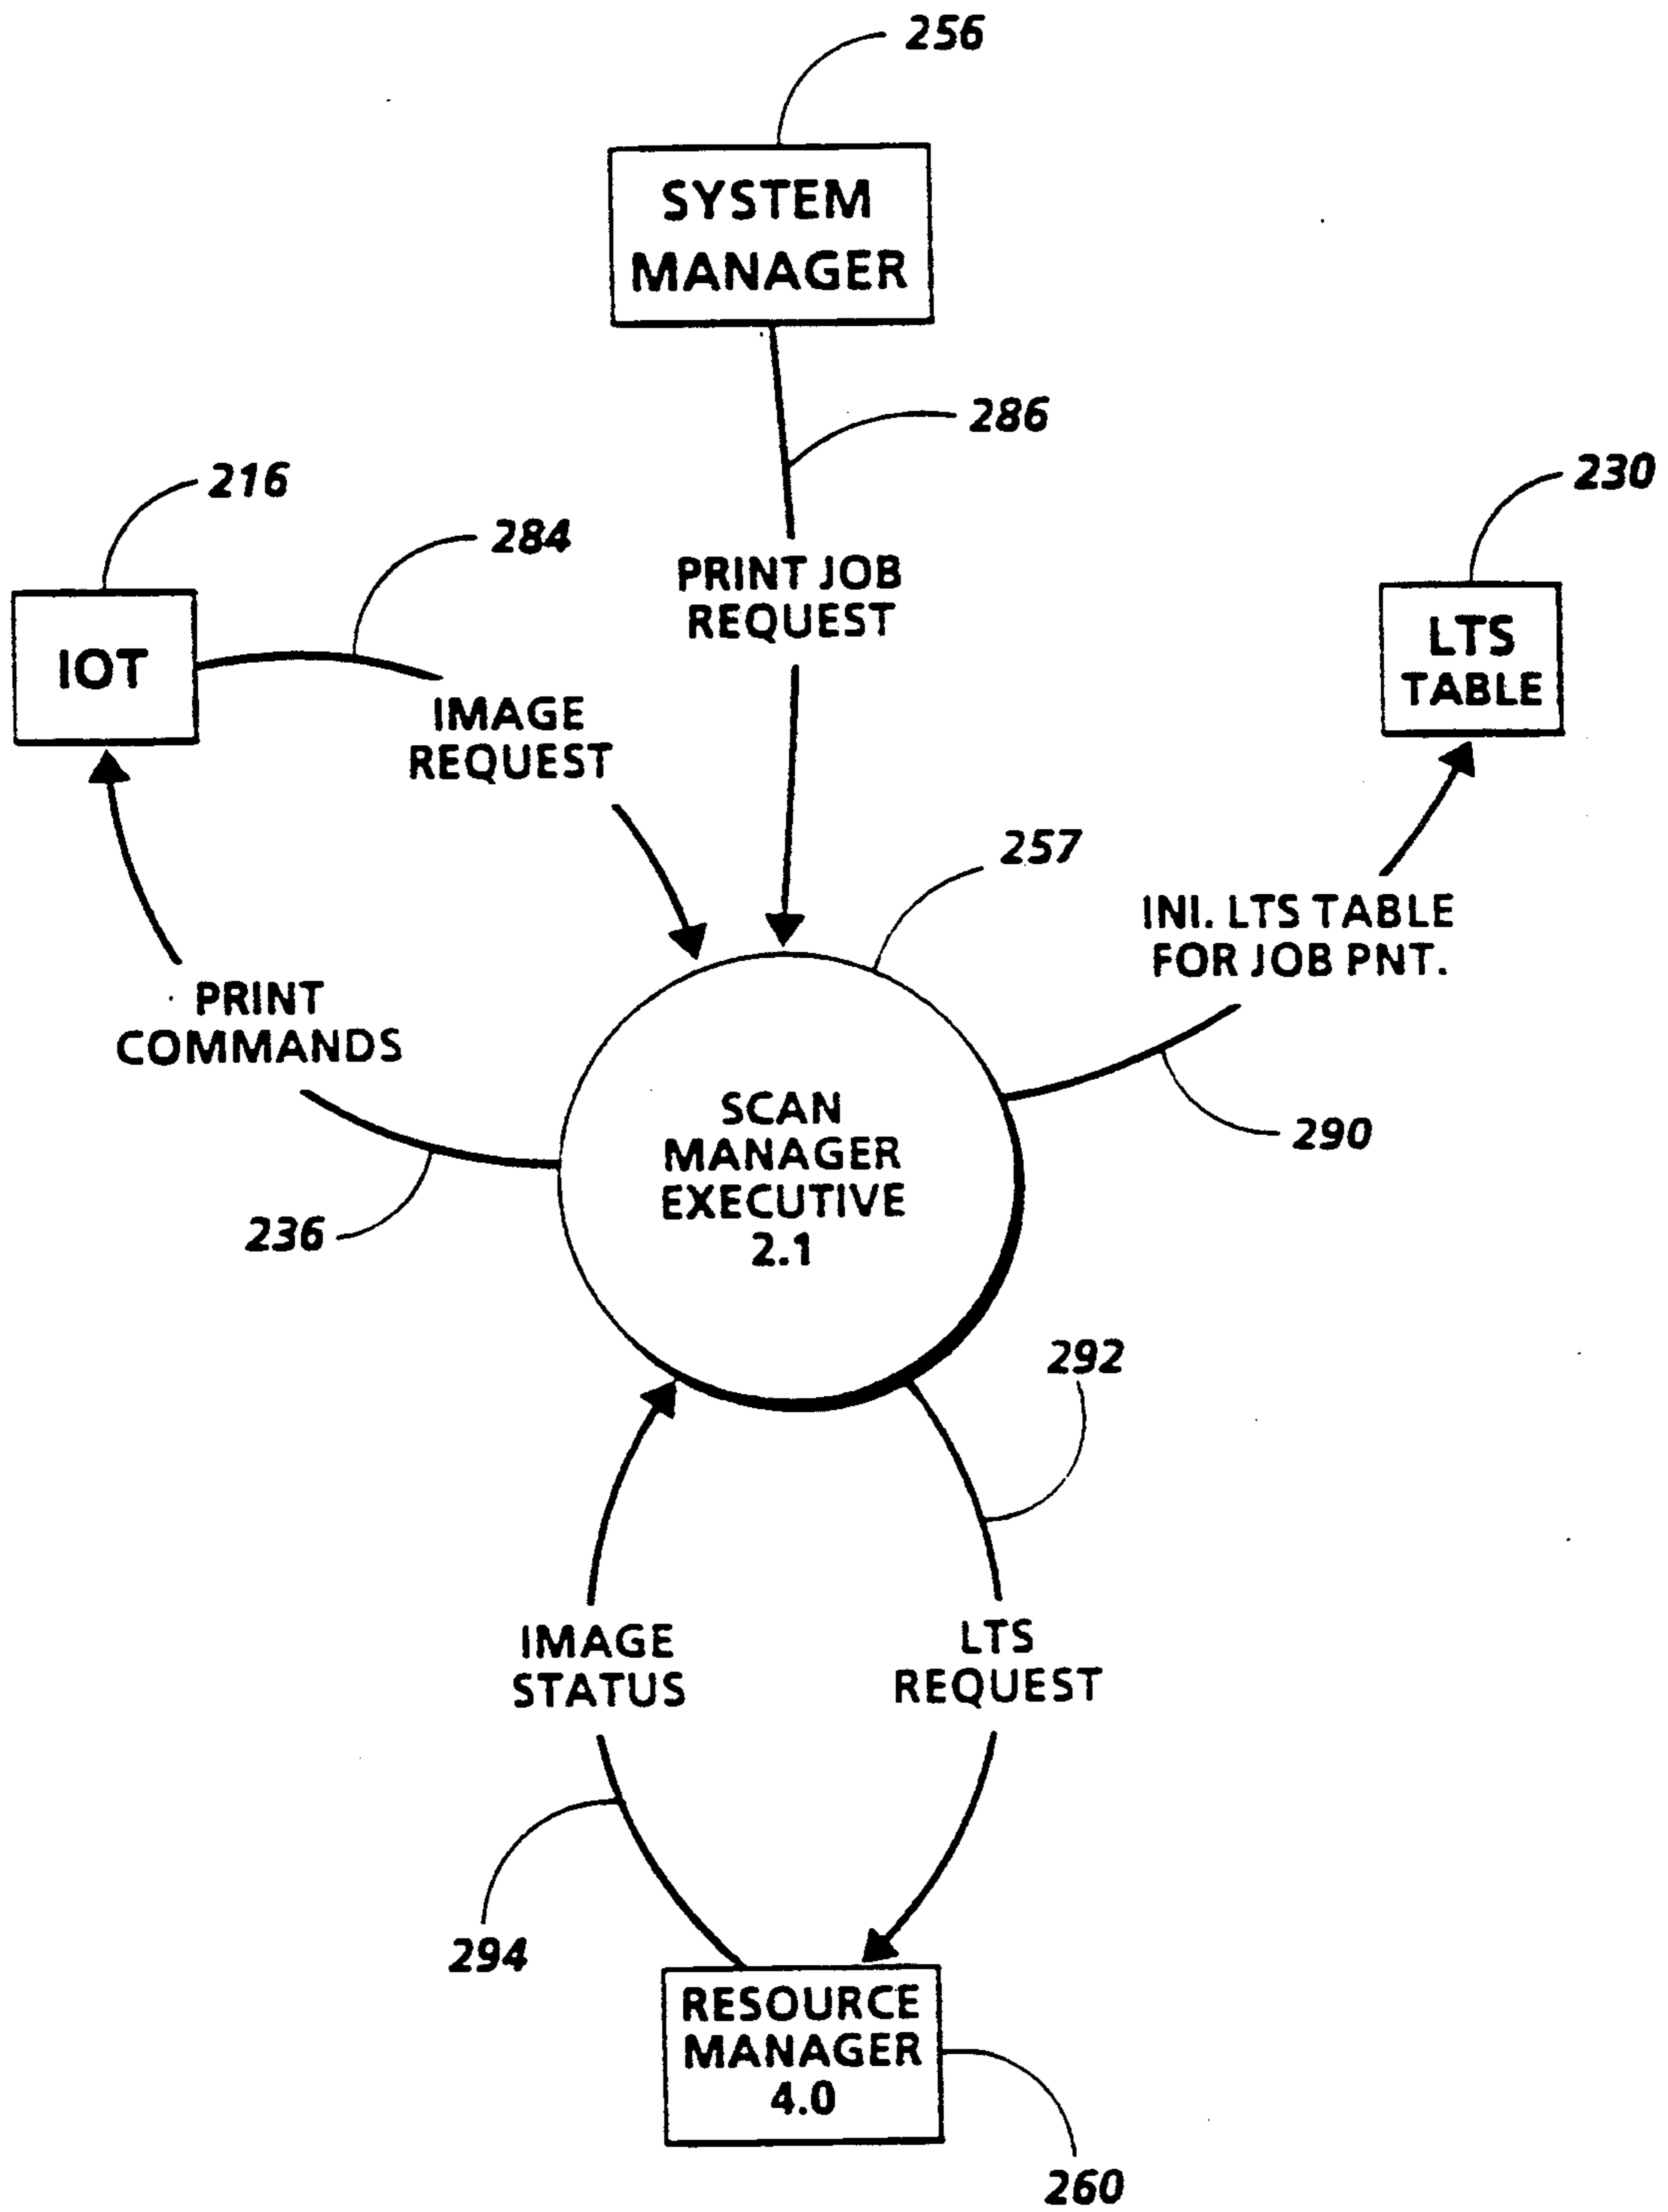 256
SYSTEM
MANAGER
286
216
284
230
PRINT JOB
REQUEST
IOT
LTS
TABLE
IMAGE
REQUEST
257
INI. LTS TABLE
FOR JOB PNT.
PRINT
COMMANDS
SCAN
MANAGER
EXECUTIVE
2.1
290
236
292
IMAGE
STATUS
LTS
REQUEST
294
RESOURCE
MANAGER
4.0
260